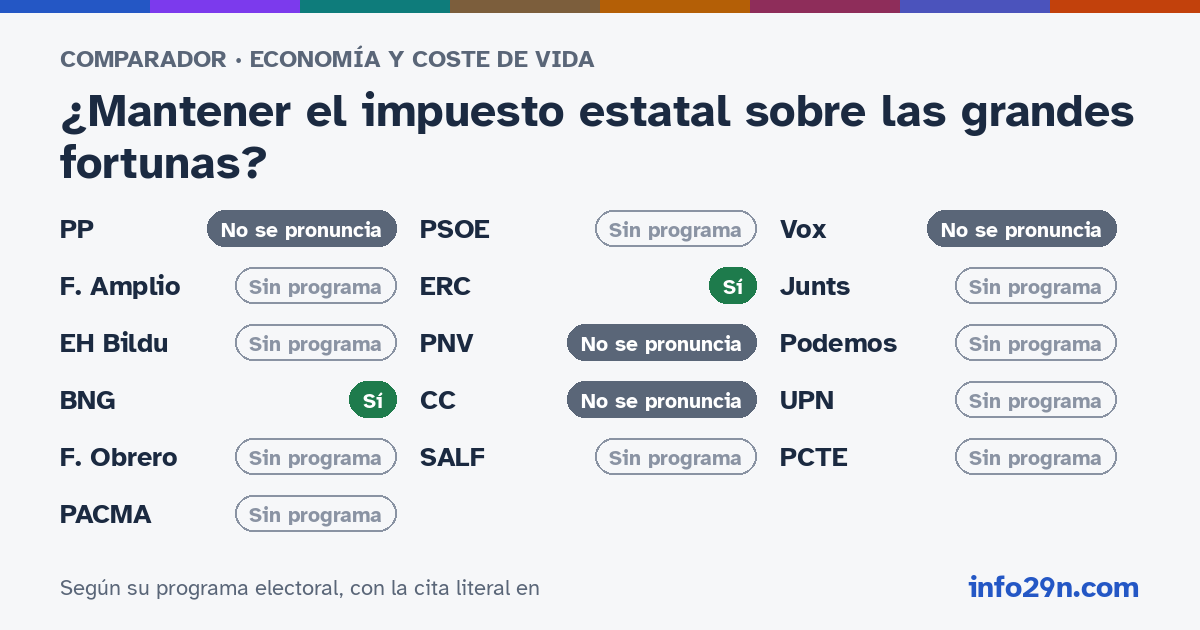 COMPARADOR · ECONOMÍA Y COSTE DE VIDA
¿Mantener el impuesto estatal sobre las grandes
fortunas?
PP No se pronuncia PSOE Sin programa Vox No se pronuncia
F. Amplio Sin programa ERC Sí Junts Sin programa
EH Bildu Sin programa PNV No se pronuncia Podemos Sin programa
BNG Sí CC No se pronuncia UPN Sin programa
F. Obrero Sin programa SALF Sin programa PCTE Sin programa
PACMA Sin programa
Según su programa electoral, con la cita literal en info29n.com